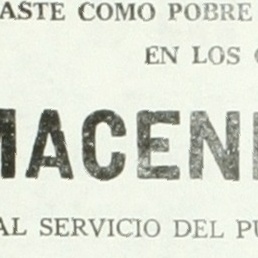 ASTE COMO POBRE
EN LOS
MACEN
AL SERVICIO DEL PU